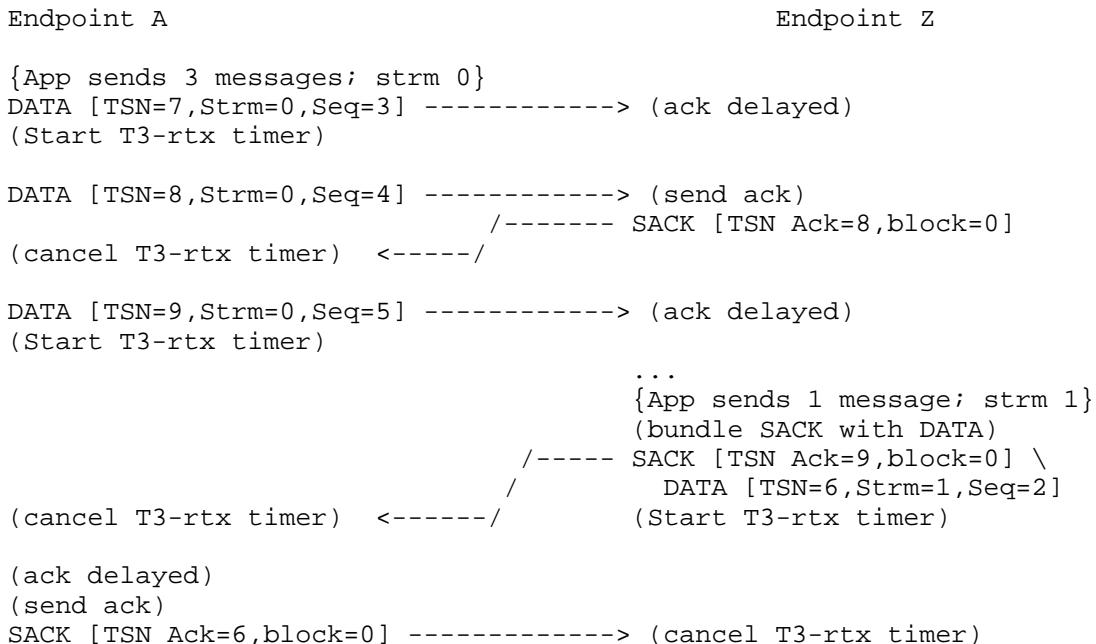 Endpoint A                                       Endpoint Z

{App sends 3 messages; strm 0}
DATA [TSN=7,Strm=0,Seq=3] ------------> (ack delayed)
(Start T3-rtx timer)

DATA [TSN=8,Strm=0,Seq=4] ------------> (send ack)
                              /------- SACK [TSN Ack=8,block=0]
(cancel T3-rtx timer)  <-----/

DATA [TSN=9,Strm=0,Seq=5] ------------> (ack delayed)
(Start T3-rtx timer)
                                       ...
                                       {App sends 1 message; strm 1}
                                       (bundle SACK with DATA)
                                /----- SACK [TSN Ack=9,block=0] \
                               /         DATA [TSN=6,Strm=1,Seq=2]
(cancel T3-rtx timer)  <------/        (Start T3-rtx timer)

(ack delayed)
(send ack)
SACK [TSN Ack=6,block=0] -------------> (cancel T3-rtx timer)